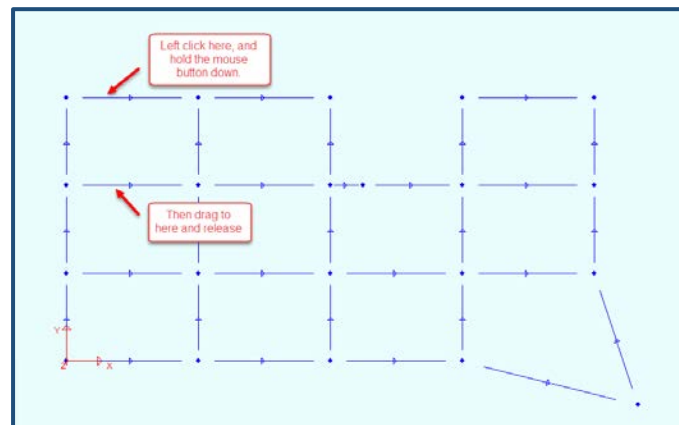 Left click here, and
hold the mouse
button down.
Then drag to
here and release
Y
Z
X